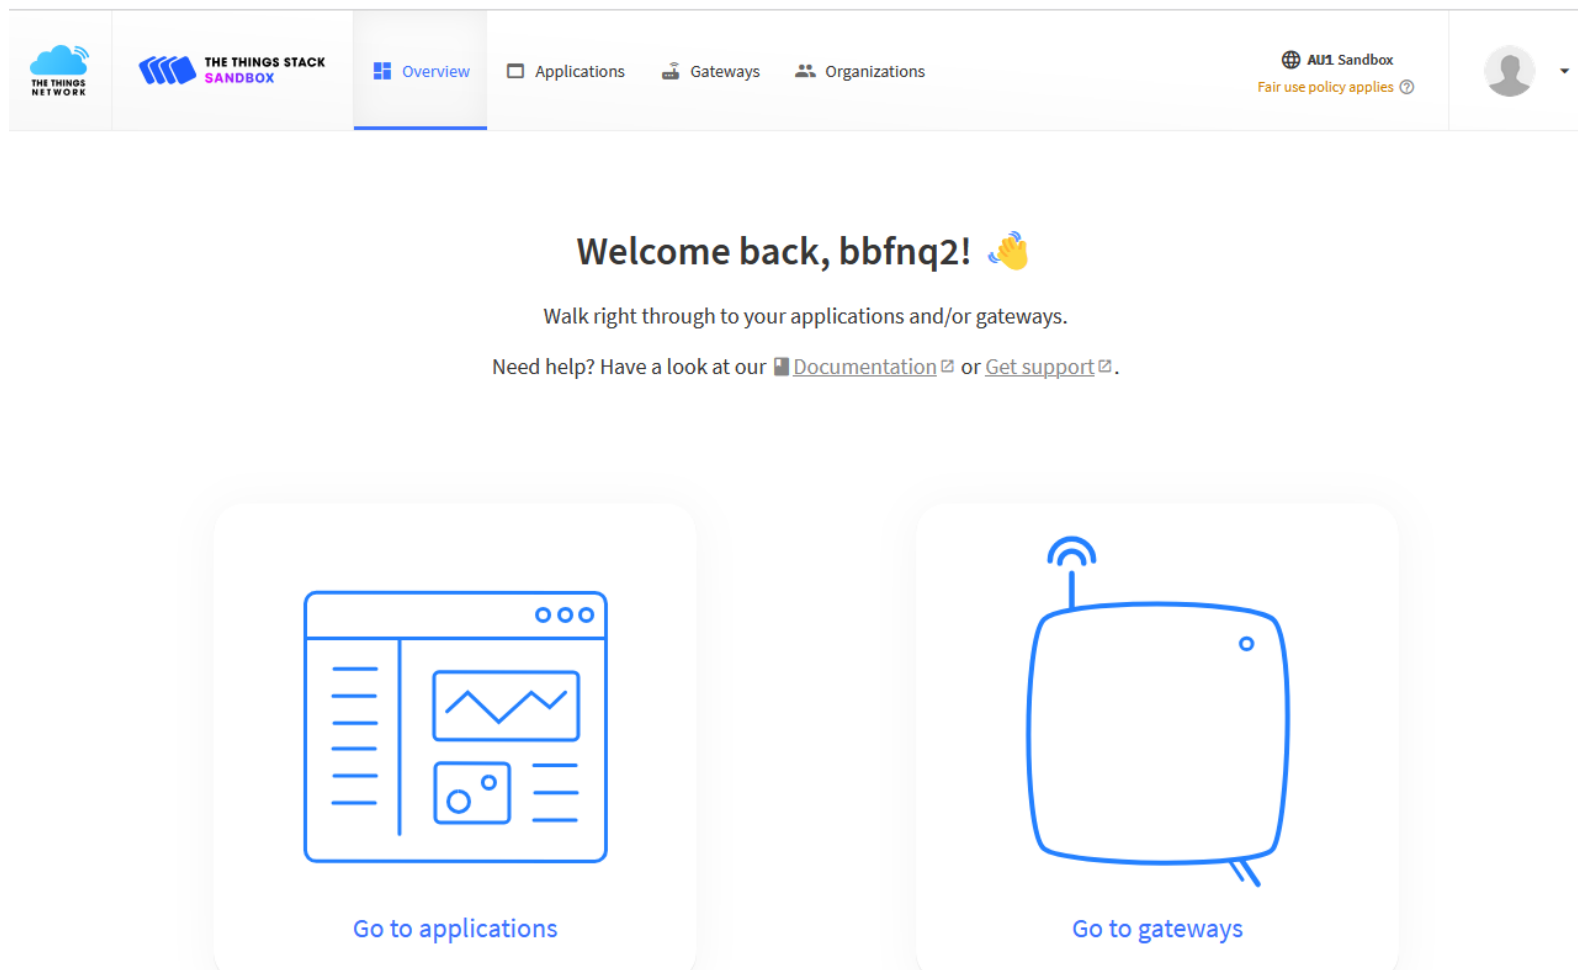 THE THINGS
NETWORK
THE THINGS STACK
SANDBOX
Overview
Applications
Gateways
Organizations
AU1 Sandbox
Fair use policy applies
Welcome back, bbfnq2!
Walk right through to your applications and/or gateways.
Need help? Have a look at our Documentation or Get support.
Go to applications
Go to gateways